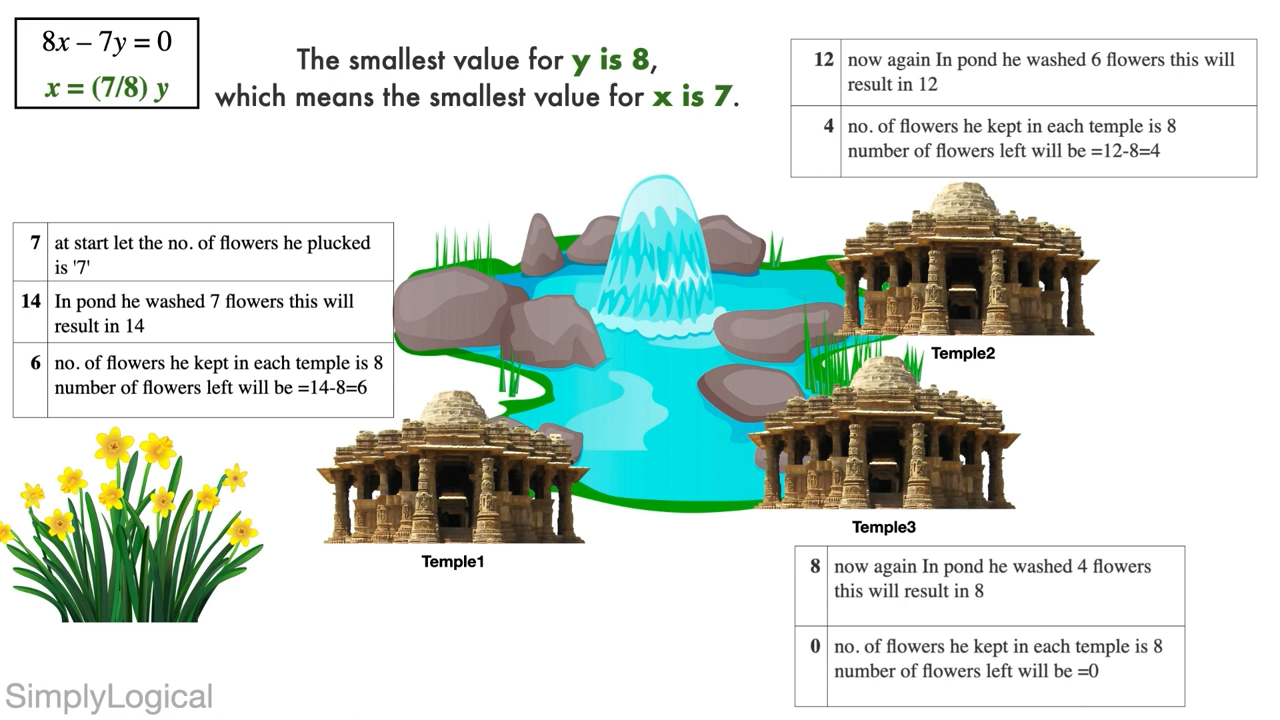 8x – 7y = 0
x = (7/8) y
The smallest value for y is 8,
which means the smallest value for x is 7.
12 now again In pond he washed 6 flowers this will
result in 12
4 no. of flowers he kept in each temple is 8
number of flowers left will be =12-8=4
7 at start let the no. of flowers he plucked
is '7'
14 In pond he washed 7 flowers this will
result in 14
6 no. of flowers he kept in each temple is 8
number of flowers left will be =14-8=6
Temple2
Temple1
Temple3
8 now again In pond he washed 4 flowers
this will result in 8
0 no. of flowers he kept in each temple is 8
number of flowers left will be =0
SimplyLogical